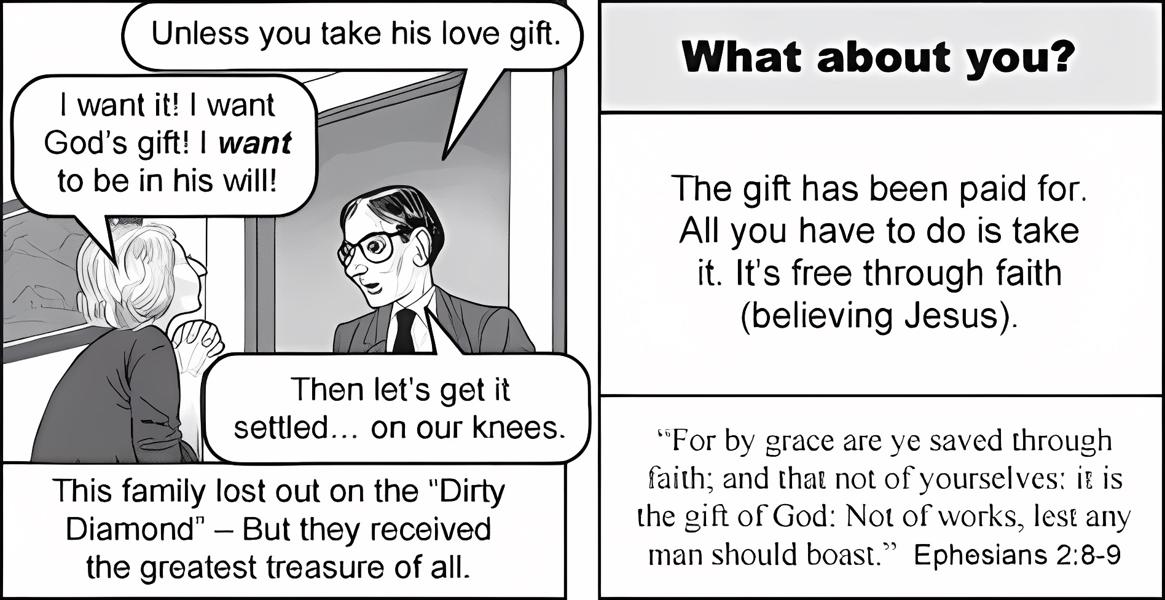 Unless you take his love gift.
I want it! I want
God's gift! I want
to be in his will!
Then let's get it
settled... on our knees.
This family lost out on the "Dirty
Diamond" – But they received
the greatest treasure of all.
What about you?
The gift has been paid for.
All you have to do is take
it. It's free through faith
(believing Jesus).
“For by grace are ye saved through
faith; and that not of yourselves: it is
the gift of God: Not of works, lest any
man should boast.” Ephesians 2:8-9